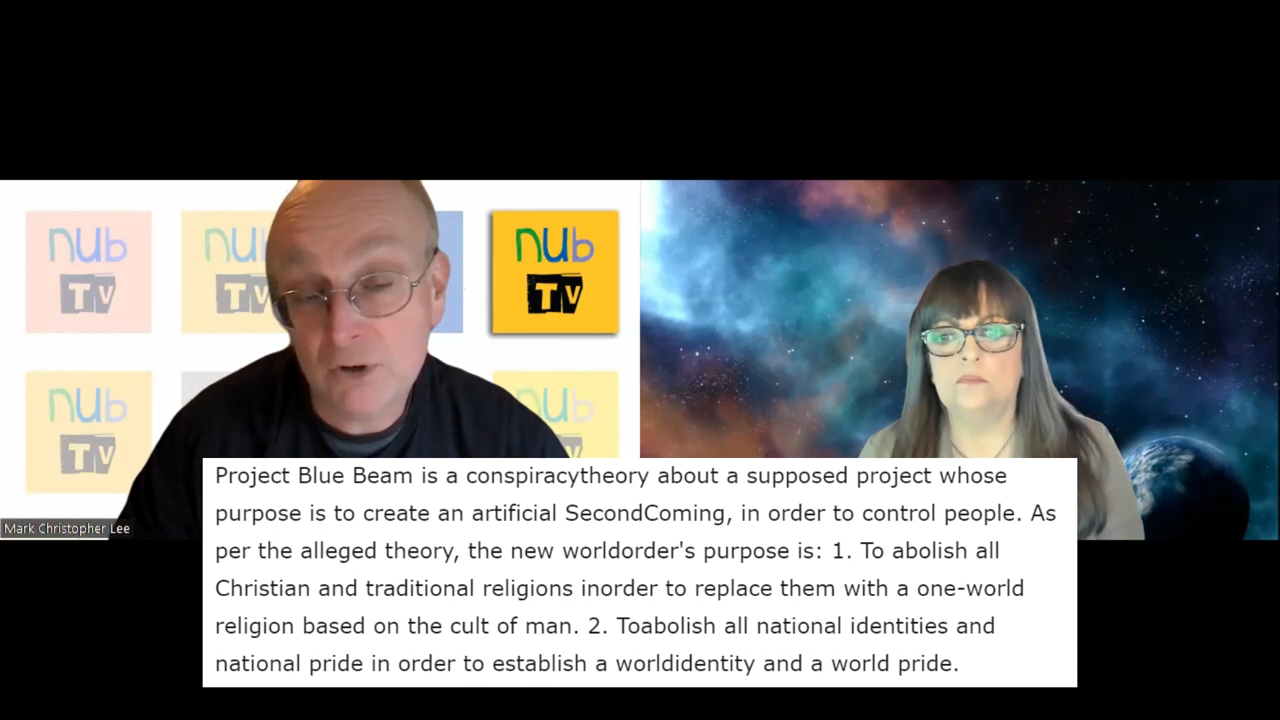 nub
TV
nub
TV
nub
TV
nub
TV
nub
TV
Mark Christopher Lee
Project Blue Beam is a conspiracytheory about a supposed project whose
purpose is to create an artificial SecondComing, in order to control people. As
per the alleged theory, the new worldorder's purpose is: 1. To abolish all
Christian and traditional religions inorder to replace them with a one-world
religion based on the cult of man. 2. Toabolish all national identities and
national pride in order to establish a worldidentity and a world pride.